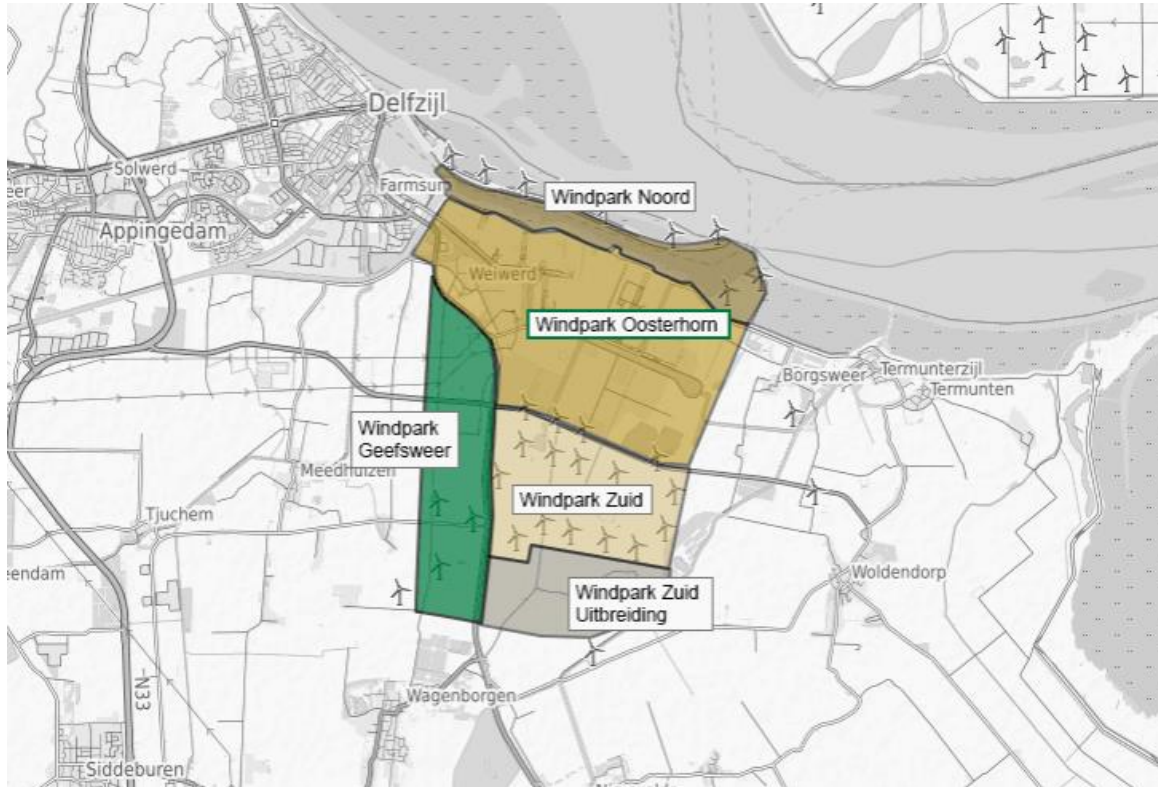 Delfzijl
Solwerd
Farmsum
Windpark Noord
Appingedam
Weiwerd
Windpark Oosterhorn
Borgsweer
Termunterzijl
Termunten
Windpark
Geefsweer
Meedhuizen
Windpark Zuid
Tjuchem
eendam
Woldendorp
Windpark Zuid
Uitbreiding
N33
Wagenborgen
Siddeburen